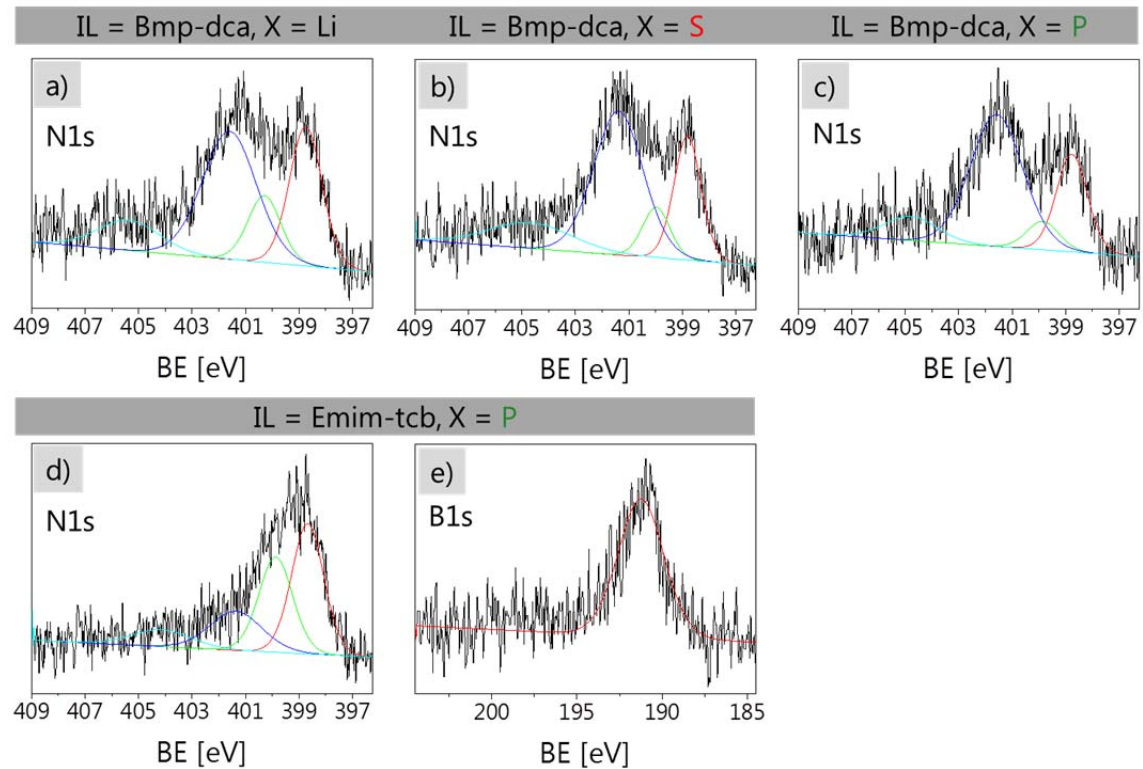 IL = Bmp-dca, X = Li
IL = Bmp-dca, X = S
IL = Bmp-dca, X = P
a)
N1s
409 407 405 403 401 399 397
BE [eV]
b)
N1s
409 407 405 403 401 399 397
BE [eV]
c)
N1s
409 407 405 403 401 399 397
BE [eV]
IL = Emim-tcb, X = P
d)
N1s
409 407 405 403 401 399 397
BE [eV]
e)
B1s
200 195 190 185
BE [eV]